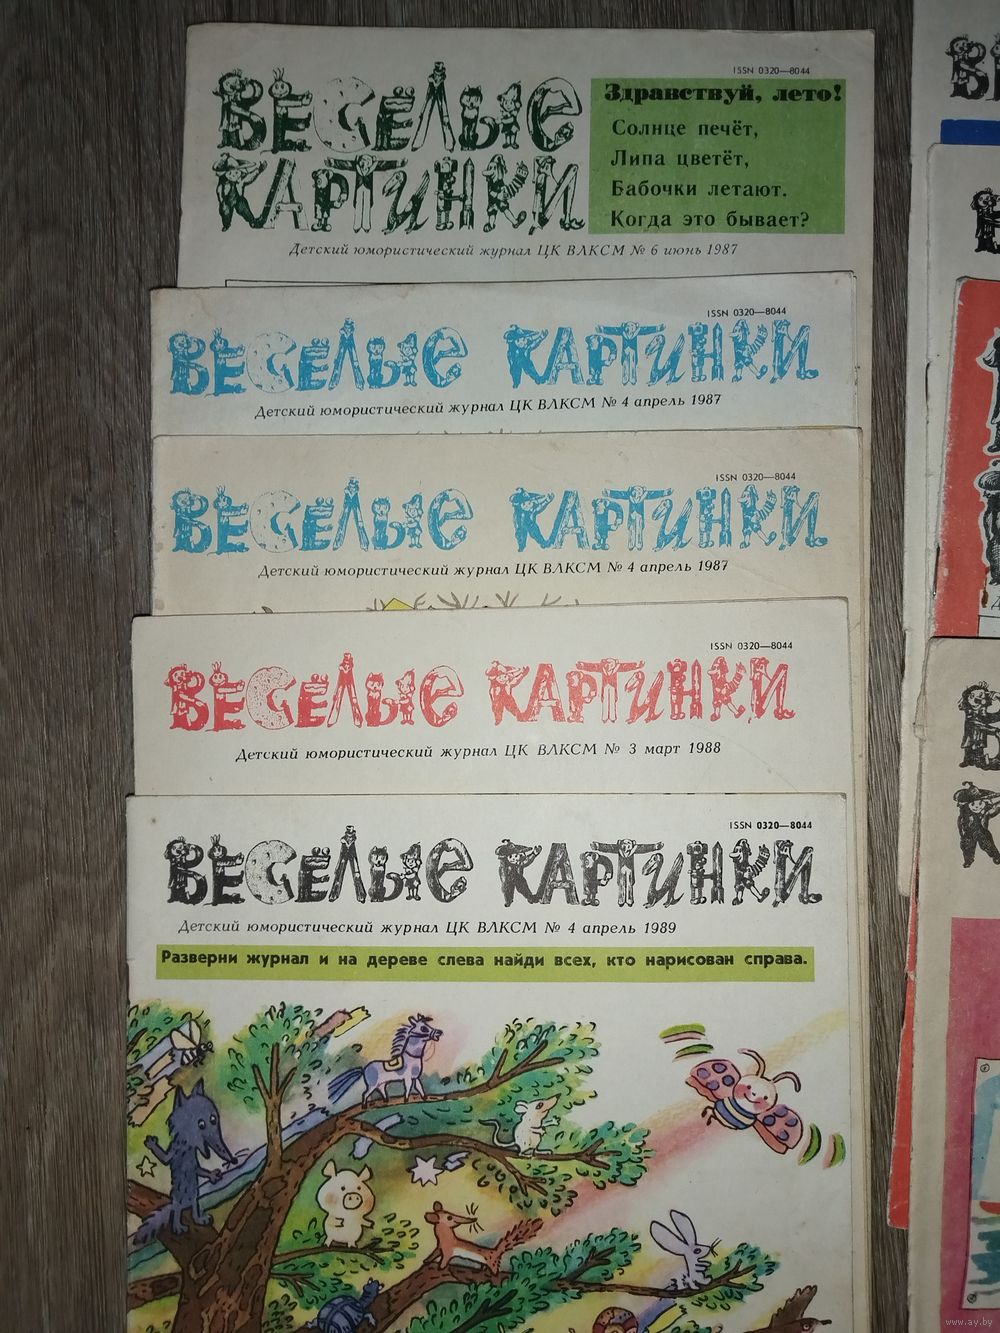 ISSN 0320—8044
ВЕСЁЛЫЕ
КАРТИНКИ
Здравствуй, лето!
Солнце печёт,
Липа цветёт,
Бабочки летают.
Когда это бывает?
Детский юмористический журнал ЦК ВЛКСМ № 6 июнь 1987
ISSN 0320—8044
ВЕСЁЛЫЕ КАРТИНКИ
Детский юмористический журнал ЦК ВЛКСМ № 4 апрель 1987
ISSN 0320—8044
ВЕСЁЛЫЕ КАРТИНКИ
Детский юмористический журнал ЦК ВЛКСМ № 4 апрель 1987
ISSN 0320—8044
ВЕСЁЛЫЕ КАРТИНКИ
Детский юмористический журнал ЦК ВЛКСМ № 3 март 1988
ISSN 0320—8044
ВЕСЁЛЫЕ КАРТИНКИ
Детский юмористический журнал ЦК ВЛКСМ № 4 апрель 1989
Разверни журнал и на дереве слева найди всех, кто нарисован справа.
www.ay.by